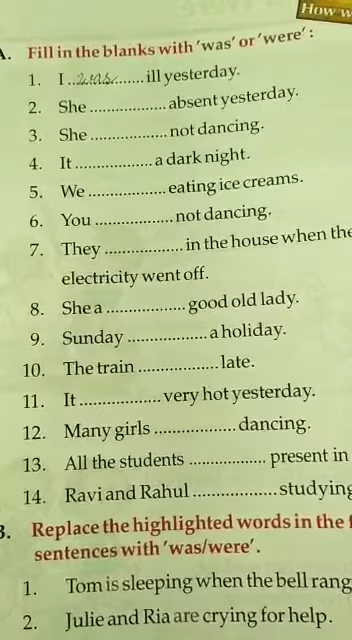 How w
A. Fill in the blanks with 'was' or 'were' :
1. I ..was....... ill yesterday.
2. She .................. absent yesterday.
3. She .................. not dancing.
4. It .................. a dark night.
5. We .................. eating ice creams.
6. You .................. not dancing.
7. They .................. in the house when the
electricity went off.
8. She a .................. good old lady.
9. Sunday .................. a holiday.
10. The train .................. late.
11. It .................. very hot yesterday.
12. Many girls .................. dancing.
13. All the students .................. present in
14. Ravi and Rahul .................. studying
B. Replace the highlighted words in the
sentences with 'was/were'.
1. Tom is sleeping when the bell rang
2. Julie and Ria are crying for help.